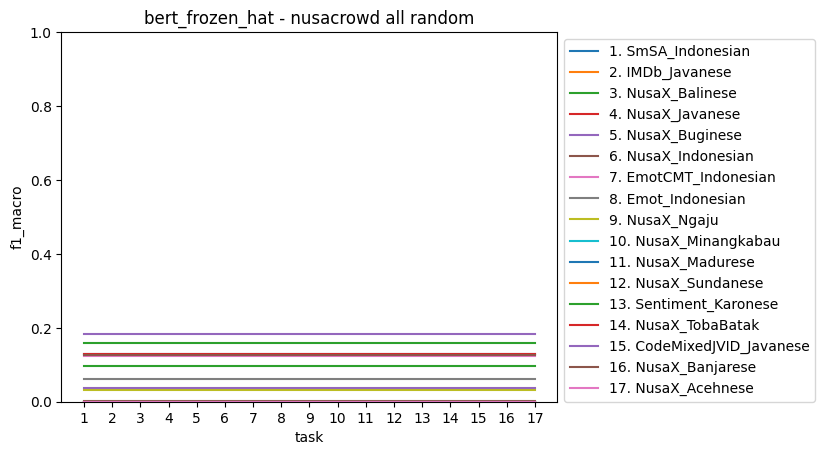 bert_frozen_hat - nusacrowd all random
f1_macro
1.0
0.8
0.6
0.4
0.2
0.0
1 2 3 4 5 6 7 8 9 10 11 12 13 14 15 16 17
task
1. SmSA_Indonesian
2. IMDb_Javanese
3. NusaX_Balinese
4. NusaX_Javanese
5. NusaX_Buginese
6. NusaX_Indonesian
7. EmotCMT_Indonesian
8. Emot_Indonesian
9. NusaX_Ngaju
10. NusaX_Minangkabau
11. NusaX_Madurese
12. NusaX_Sundanese
13. Sentiment_Karonese
14. NusaX_TobaBatak
15. CodeMixedJVID_Javanese
16. NusaX_Banjarese
17. NusaX_Acehnese